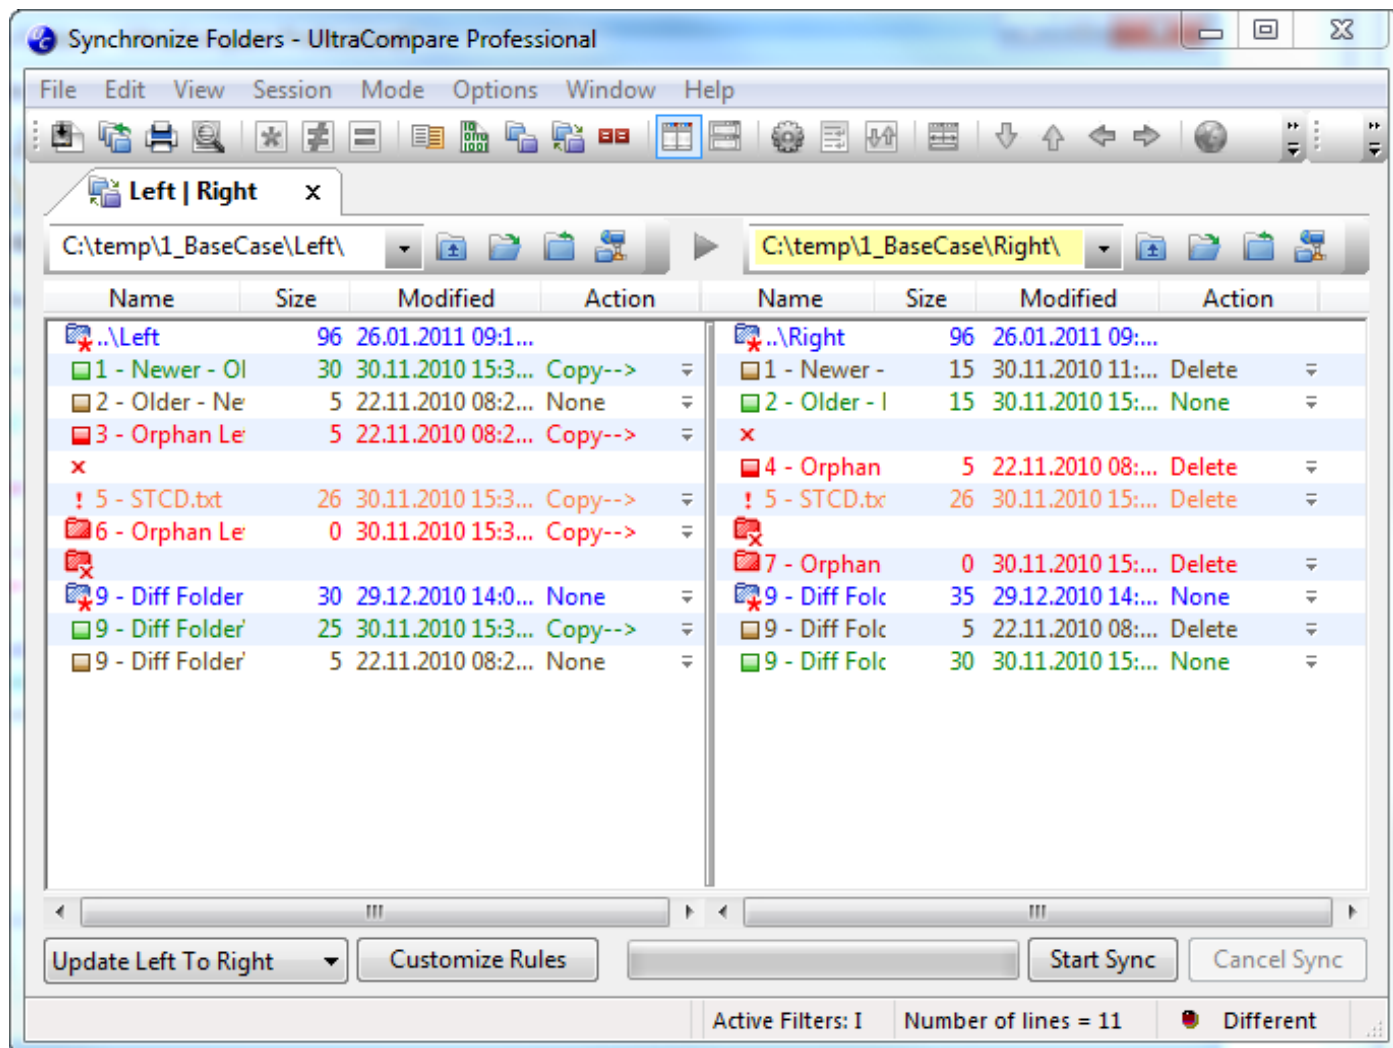 Synchronize Folders - UltraCompare Professional
File Edit View Session Mode Options Window Help
Left | Right x
C:\temp\1_BaseCase\Left\ C:\temp\1_BaseCase\Right\
Name Size Modified Action Name Size Modified Action
..\Left 96 26.01.2011 09:1... ..\Right 96 26.01.2011 09:...
1 - Newer - Ol 30 30.11.2010 15:3... Copy--> 1 - Newer - 15 30.11.2010 11:... Delete
2 - Older - Ne 5 22.11.2010 08:2... None 2 - Older - 15 30.11.2010 15:... None
3 - Orphan Le 5 22.11.2010 08:2... Copy-->
4 - Orphan 5 22.11.2010 08:... Delete
5 - STCD.txt 26 30.11.2010 15:3... Copy--> 5 - STCD.tx 26 30.11.2010 15:... Delete
6 - Orphan Le 0 30.11.2010 15:3... Copy-->
7 - Orphan 0 30.11.2010 15:... Delete
9 - Diff Folder 30 29.12.2010 14:0... None 9 - Diff Folc 35 29.12.2010 14:... None
9 - Diff Folder 25 30.11.2010 15:3... Copy--> 9 - Diff Folc 5 22.11.2010 08:... Delete
9 - Diff Folder 5 22.11.2010 08:2... None 9 - Diff Folc 30 30.11.2010 15:... None
Update Left To Right Customize Rules Start Sync Cancel Sync
Active Filters: I Number of lines = 11 Different